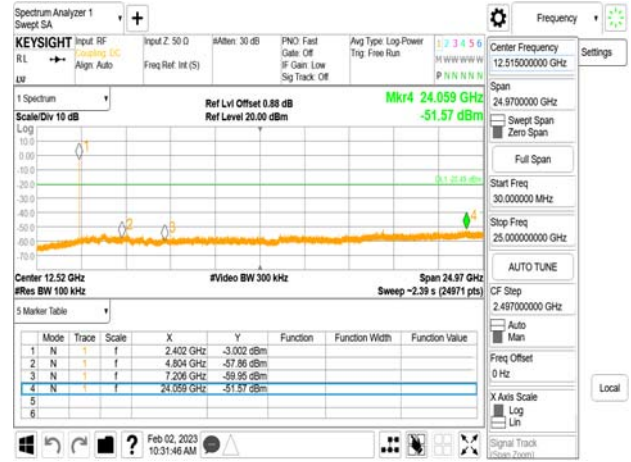 Spectrum Analyzer 1
Swept SA
+
Frequency
KEYSIGHT
RL
Input: RF
Coupling: DC
Align: Auto
Input Z: 50 Ω
Freq Ref: Int (S)
#Atten: 30 dB
PNO: Fast
Gate: Off
IF Gain: Low
Sig Track: Off
Avg Type: Log-Power
Trig: Free Run
1 2 3 4 5 6
M W W W W W
P N N N N N
Settings
Center Frequency
12.515000000 GHz
Span
24.9700000 GHz
Swept Span
Zero Span
Full Span
Start Freq
30.000000 MHz
Stop Freq
25.000000000 GHz
AUTO TUNE
CF Step
2.497000000 GHz
Auto
Man
Freq Offset
0 Hz
X Axis Scale
Log
Lin
Signal Track
(Span Zoom)
Local
1 Spectrum
Scale/Div 10 dB
Ref Lvl Offset 0.88 dB
Ref Level 20.00 dBm
Mkr4 24.059 GHz
-51.57 dBm
Log
10.0
0.00
-10.0
-20.0
-30.0
-40.0
-50.0
-60.0
-70.0
1
2
3
4
Center 12.52 GHz
#Res BW 100 kHz
#Video BW 300 kHz
Span 24.97 GHz
Sweep ~2.39 s (24971 pts)
5 Marker Table
Mode Trace Scale X Y Function Function Width Function Value
1 N 1 f 2.402 GHz -3.002 dBm
2 N 1 f 4.804 GHz -57.86 dBm
3 N 1 f 7.206 GHz -59.95 dBm
4 N 1 f 24.059 GHz -51.57 dBm
5
6
?
Feb 02, 2023
10:31:46 AM